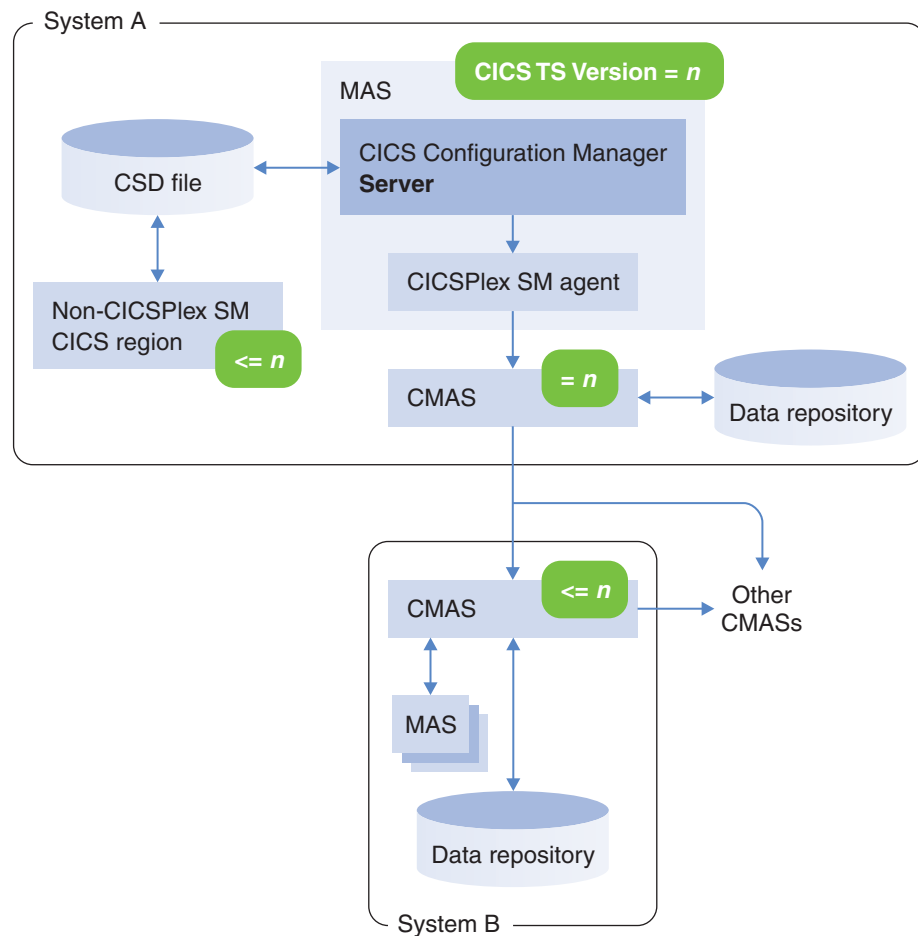 System A
CICS TS Version = n
MAS
CICS Configuration Manager
Server
CSD file
CICSPlex SM agent
Non-CICSPlex SM
CICS region
<= n
= n
CMAS
Data repository
<= n
CMAS
Other
CMASs
MAS
Data repository
System B